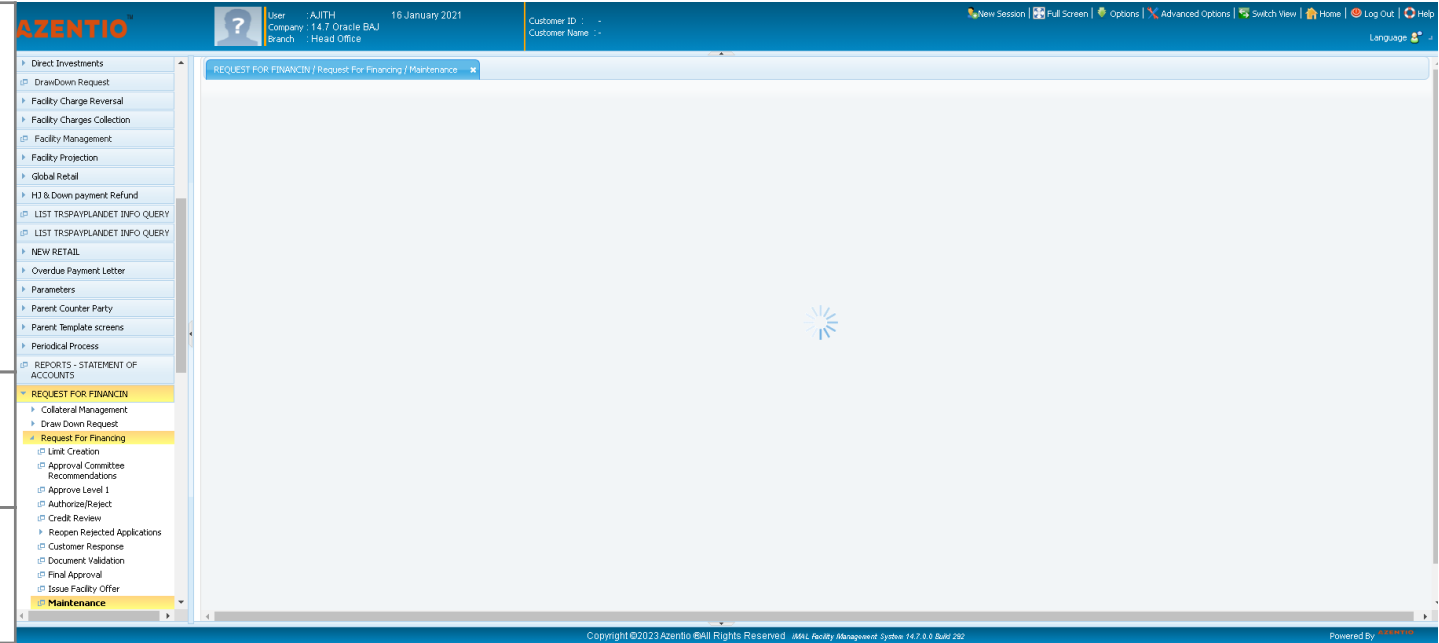 AZENTIO™
User : AJITH 16 January 2021
Company : 14.7 Oracle BAJ
Branch : Head Office
Customer ID : -
Customer Name : -
New Session | Full Screen | Options | Advanced Options | Switch View | Home | Log Out | Help
Language
Direct Investments
DrawDown Request
Facility Charge Reversal
Facility Charges Collection
Facility Management
Facility Projection
Global Retail
HJ & Down payment Refund
LIST TRSPAYPLANDET INFO QUERY
LIST TRSPAYPLANDET INFO QUERY
NEW RETAIL
Overdue Payment Letter
Parameters
Parent Counter Party
Parent Template screens
Periodical Process
REPORTS - STATEMENT OF
ACCOUNTS
REQUEST FOR FINANCIN
Collateral Management
Draw Down Request
Request For Financing
Limit Creation
Approval Committee
Recommendations
Approve Level 1
Authorize/Reject
Credit Review
Reopen Rejected Applications
Customer Response
Document Validation
Final Approval
Issue Facility Offer
Maintenance
REQUEST FOR FINANCIN / Request For Financing / Maintenance
Copyright©2023 Azentio ®All Rights Reserved iMAL Facility Management System 14.7.0.0 Build 292
Powered By AZENTIO